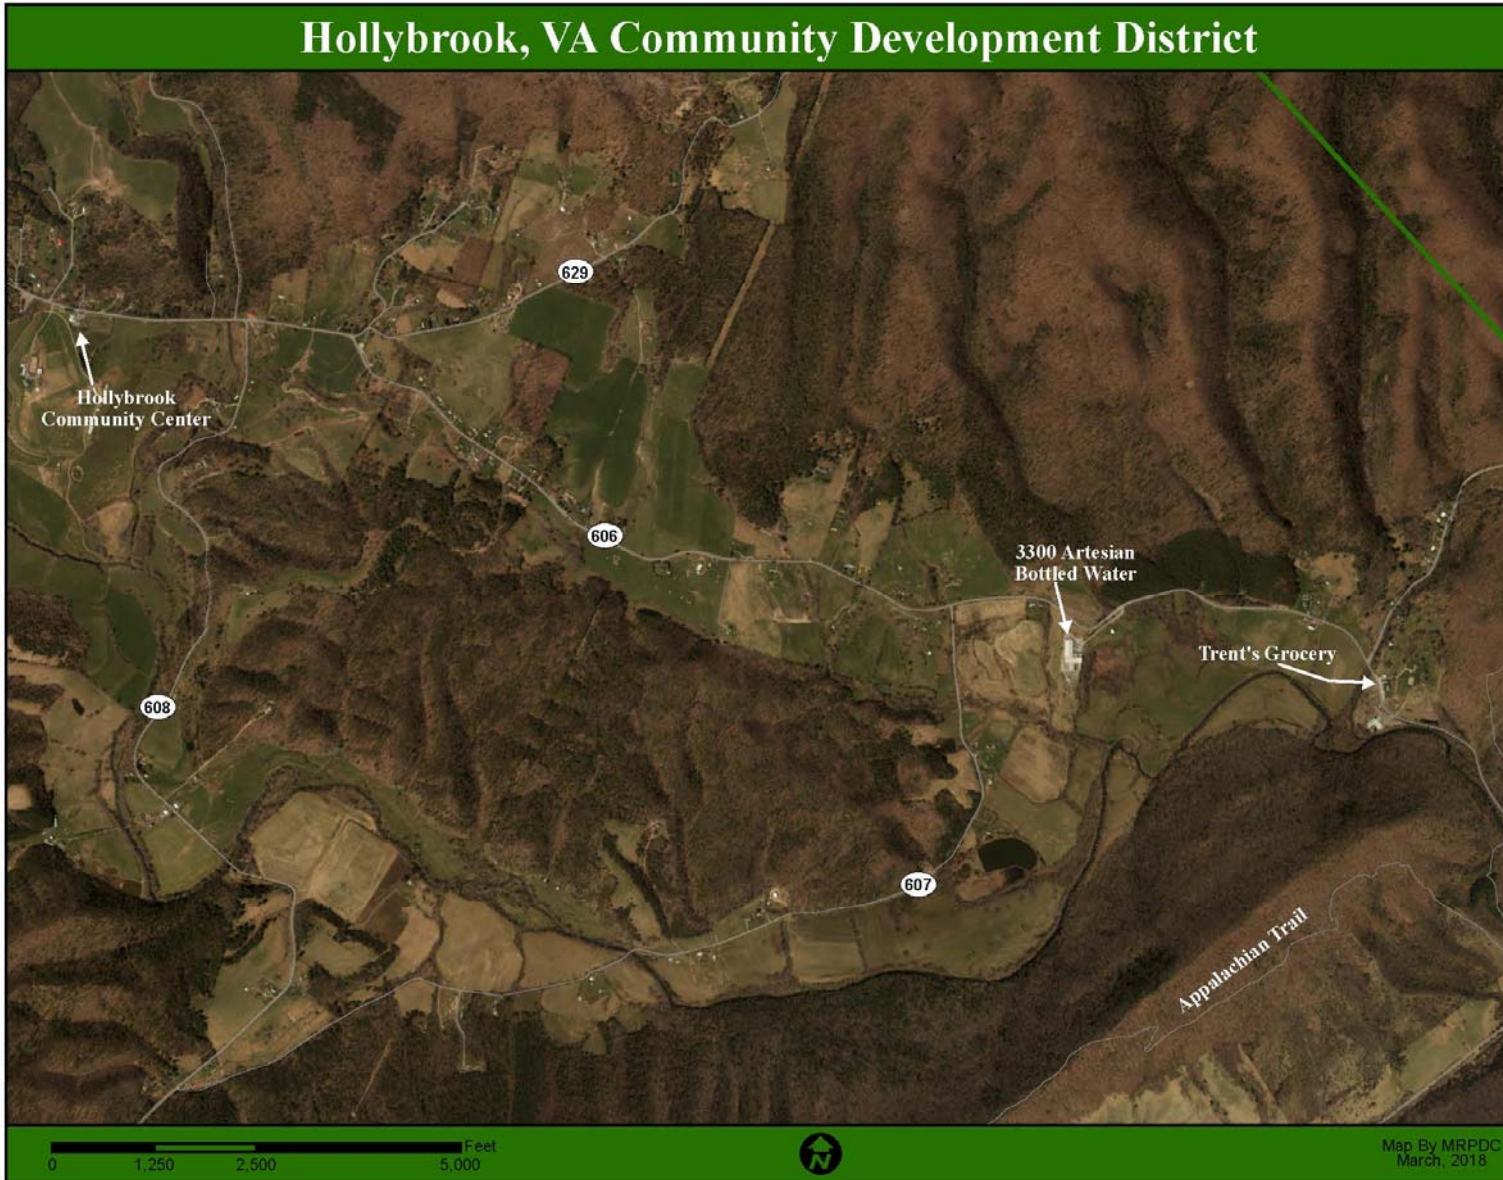 Hollybrook, VA Community Development District
629
Hollybrook
Community Center
606
3300 Artesian
Bottled Water
Trent's Grocery
608
607
Appalachian Trail
Feet
0 1,250 2,500 5,000
N
Map By MRPDC
March, 2018